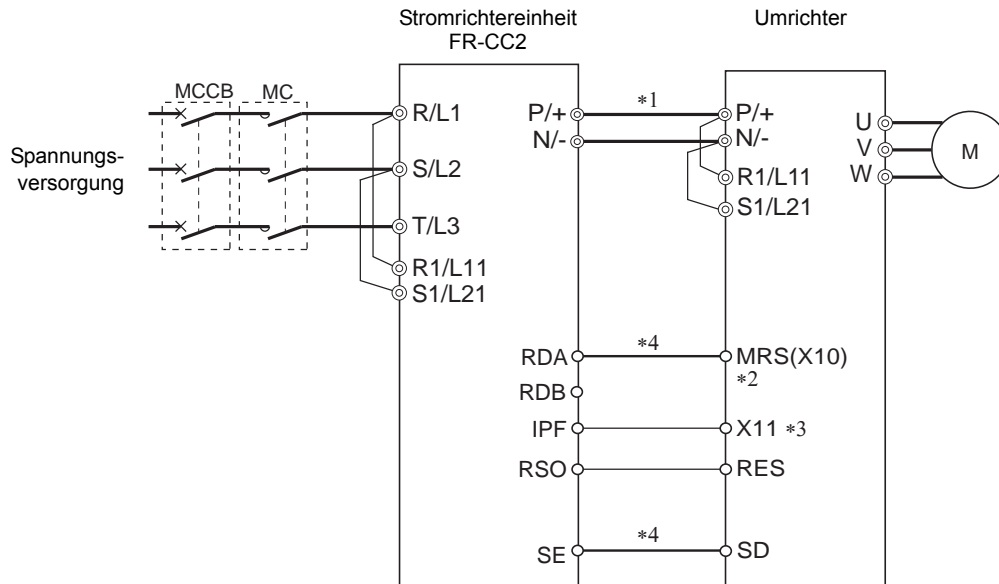 Stromrichtereinheit
FR-CC2
Umrichter
MCCB
MC
R/L1
P/+
*1
P/+
U
N/-
N/-
V
M
Spannungs-
versorgung
S/L2
R1/L11
W
S1/L21
T/L3
R1/L11
S1/L21
RDA
*4
MRS(X10)
*2
RDB
IPF
X11 *3
RSO
RES
SE
*4
SD